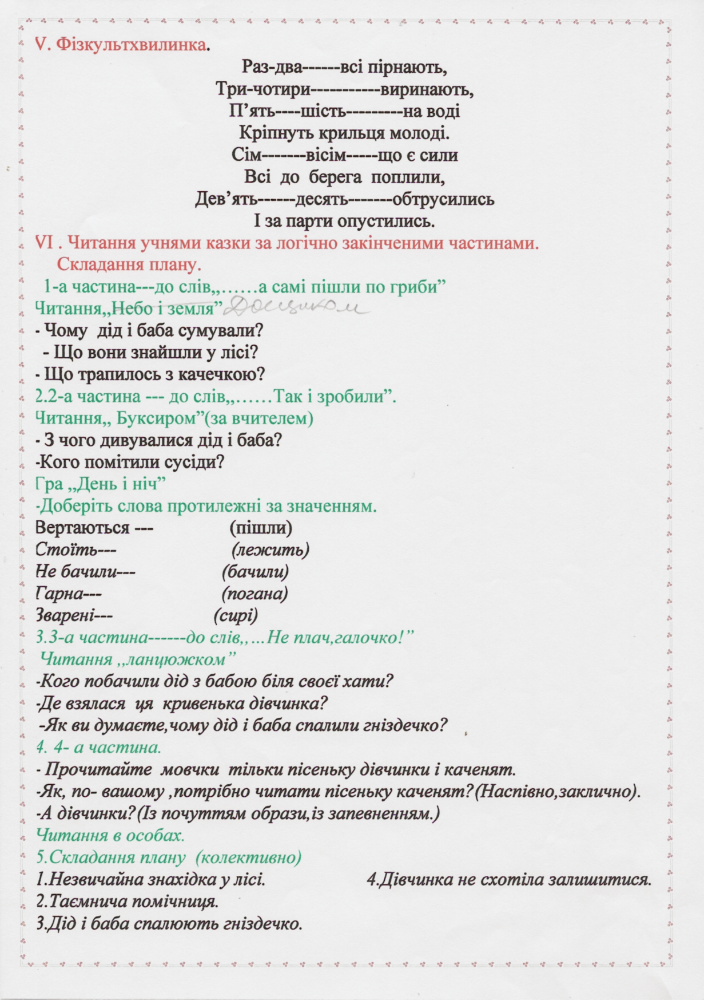 V. Фізкультхвилинка.
Раз-два------всі пірнають,
Три-чотири-----------виринають,
П’ять----шість---------на воді
Кріпнуть крильця молоді.
Сім-------вісім-----що є сили
Всі до берега поплили,
Дев’ять------десять-------обтрусились
І за парти опустились.
VI . Читання учнями казки за логічно закінченими частинами.
Складання плану.
1-а частина---до слів„……а самі пішли по гриби”
Читання„Небо і земля” Дощиком
- Чому дід і баба сумували?
- Що вони знайшли у лісі?
- Що трапилось з качечкою?
2.2-а частина --- до слів„……Так і зробили”.
Читання„ Буксиром”(за вчителем)
- З чого дивувалися дід і баба?
-Кого помітили сусіди?
Гра „День і ніч”
-Доберіть слова протилежні за значенням.
Вертаються --- (пішли)
Стоїть--- (лежить)
Не бачили--- (бачили)
Гарна--- (погана)
Зварені--- (сирі)
3.3-а частина------до слів„…Не плач,галочко!”
Читання „ланцюжком”
-Кого побачили дід з бабою біля своєї хати?
-Де взялася ця кривенька дівчинка?
-Як ви думаєте,чому дід і баба спалили гніздечко?
4. 4- а частина.
- Прочитайте мовчки тільки пісеньку дівчинки і каченят.
-Як, по- вашому ,потрібно читати пісеньку каченят?(Наспівно,заклично).
-А дівчинки?(Із почуттям образи,із запевненням.)
Читання в особах.
5.Складання плану (колективно)
1.Незвичайна знахідка у лісі. 4.Дівчинка не схотіла залишитися.
2.Таємнича помічниця.
3.Дід і баба спалюють гніздечко.